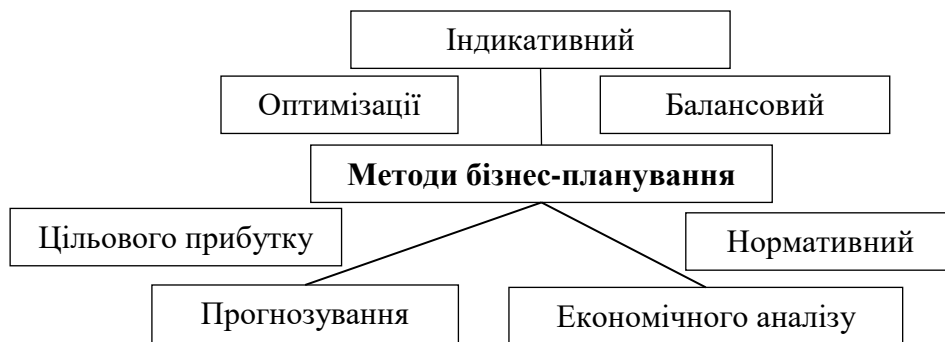 Індикативний
Оптимізації
Балансовий
Методи бізнес-планування
Цільового прибутку
Нормативний
Прогнозування
Економічного аналізу